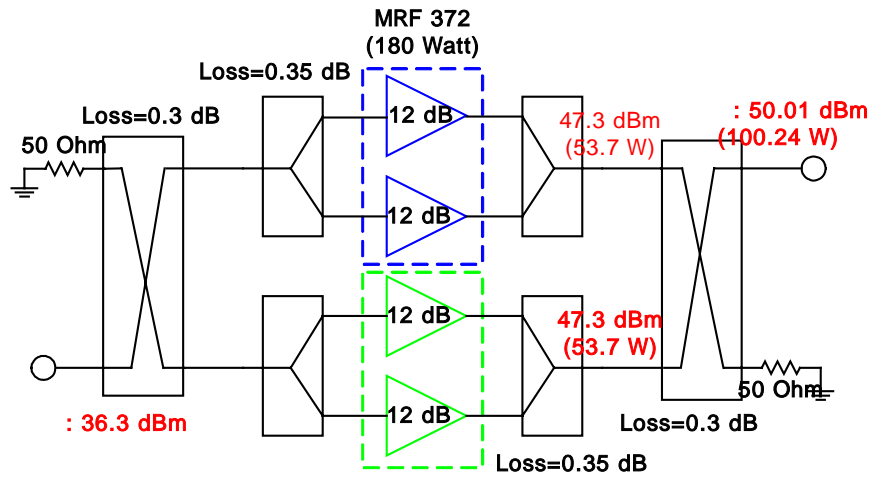 MRF 372
(180 Watt)
Loss=0.35 dB
Loss=0.3 dB
50 Ohm
12 dB
47.3 dBm
(53.7 W)
: 50.01 dBm
(100.24 W)
12 dB
12 dB
47.3 dBm
(53.7 W)
12 dB
50 Ohm
: 36.3 dBm
Loss=0.3 dB
Loss=0.35 dB